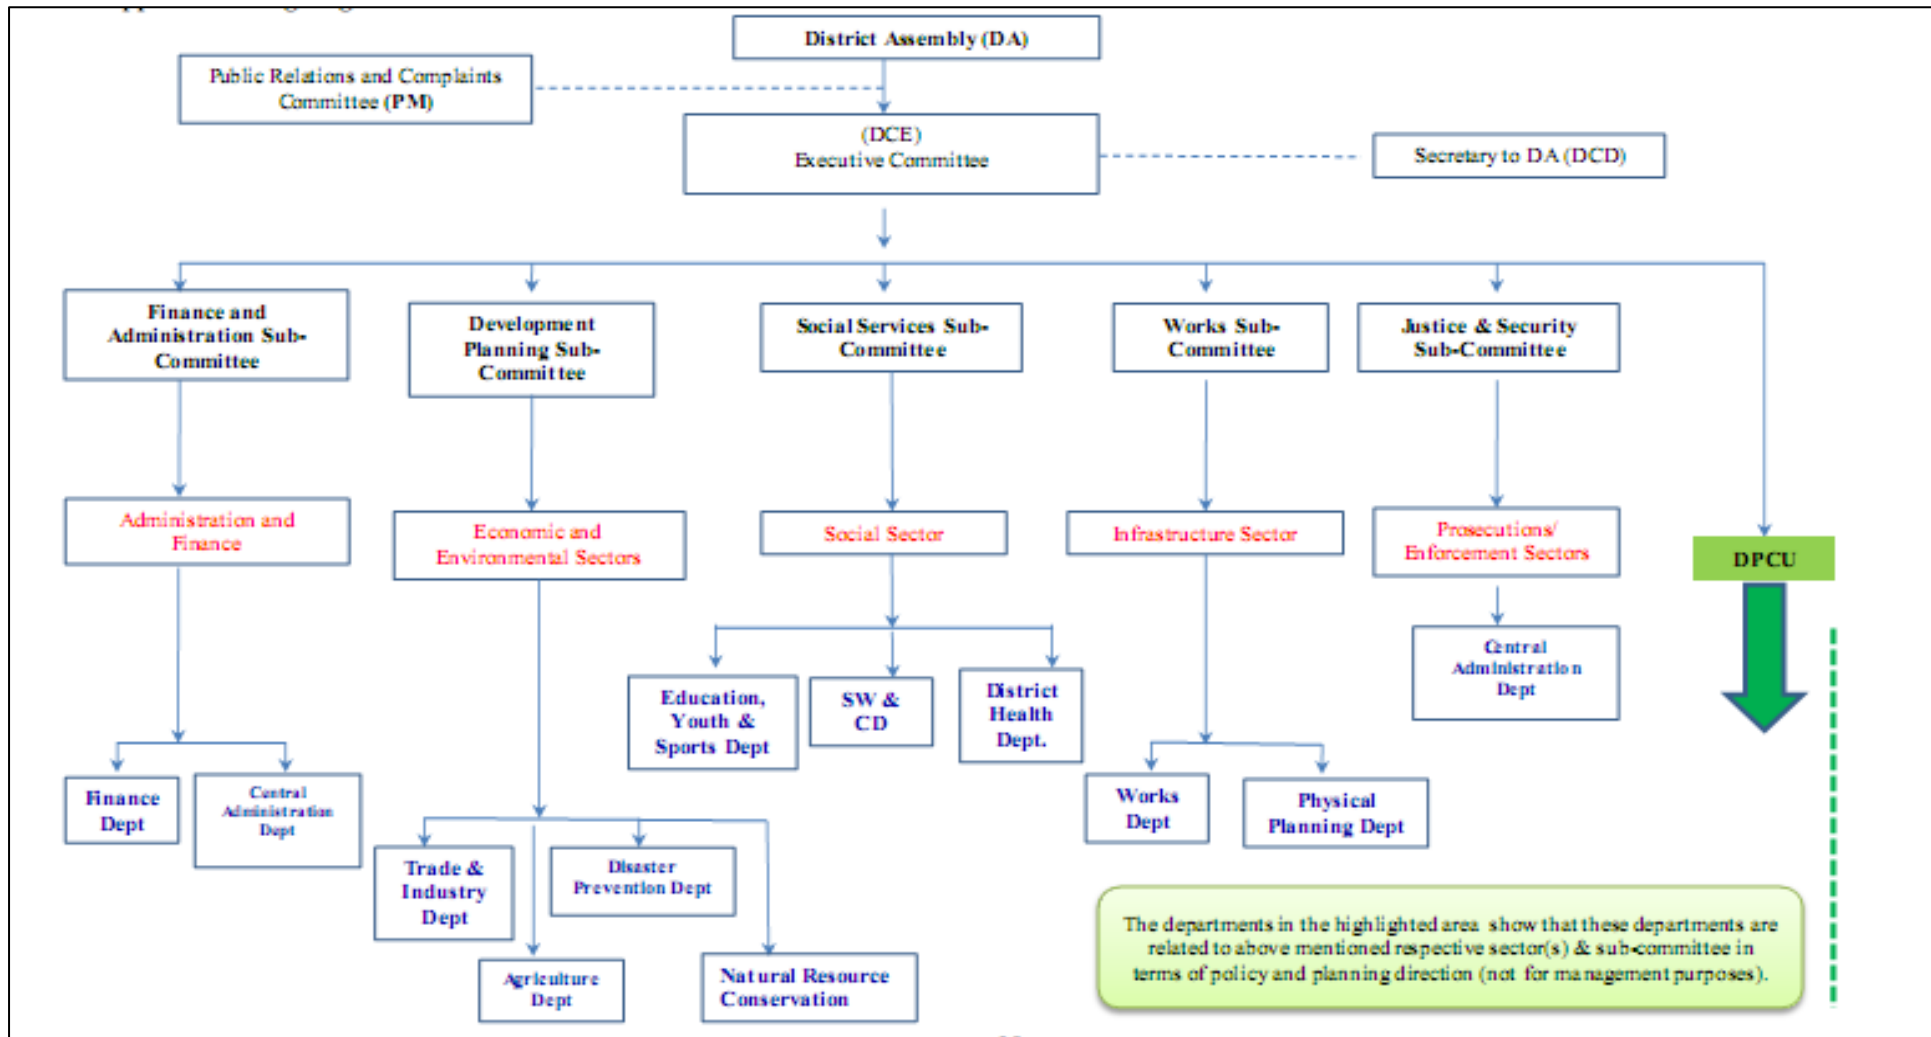 District Assembly (DA)
Public Relations and Complaints
Committee (PM)
(DCE)
Executive Committee
Secretary to DA (DCD)
Finance and
Administration Sub-
Committee
Development
Planning Sub-
Committee
Social Services Sub-
Committee
Works Sub-
Committee
Justice & Security
Sub-Committee
Administration and
Finance
Economic and
Environmental Sectors
Social Sector
Infrastructure Sector
Prosecutions/
Enforcement Sectors
DPCU
Education,
Youth &
Sports Dept
SW &
CD
District
Health
Dept.
Central
Administration
Dept
Finance
Dept
Central
Administration
Dept
Works
Dept
Physical
Planning Dept
Trade &
Industry
Dept
Disaster
Prevention Dept
Agriculture
Dept
Natural Resource
Conservation
The departments in the highlighted area show that these departments are
related to above mentioned respective sector(s) & sub-committee in
terms of policy and planning direction (not for management purposes).